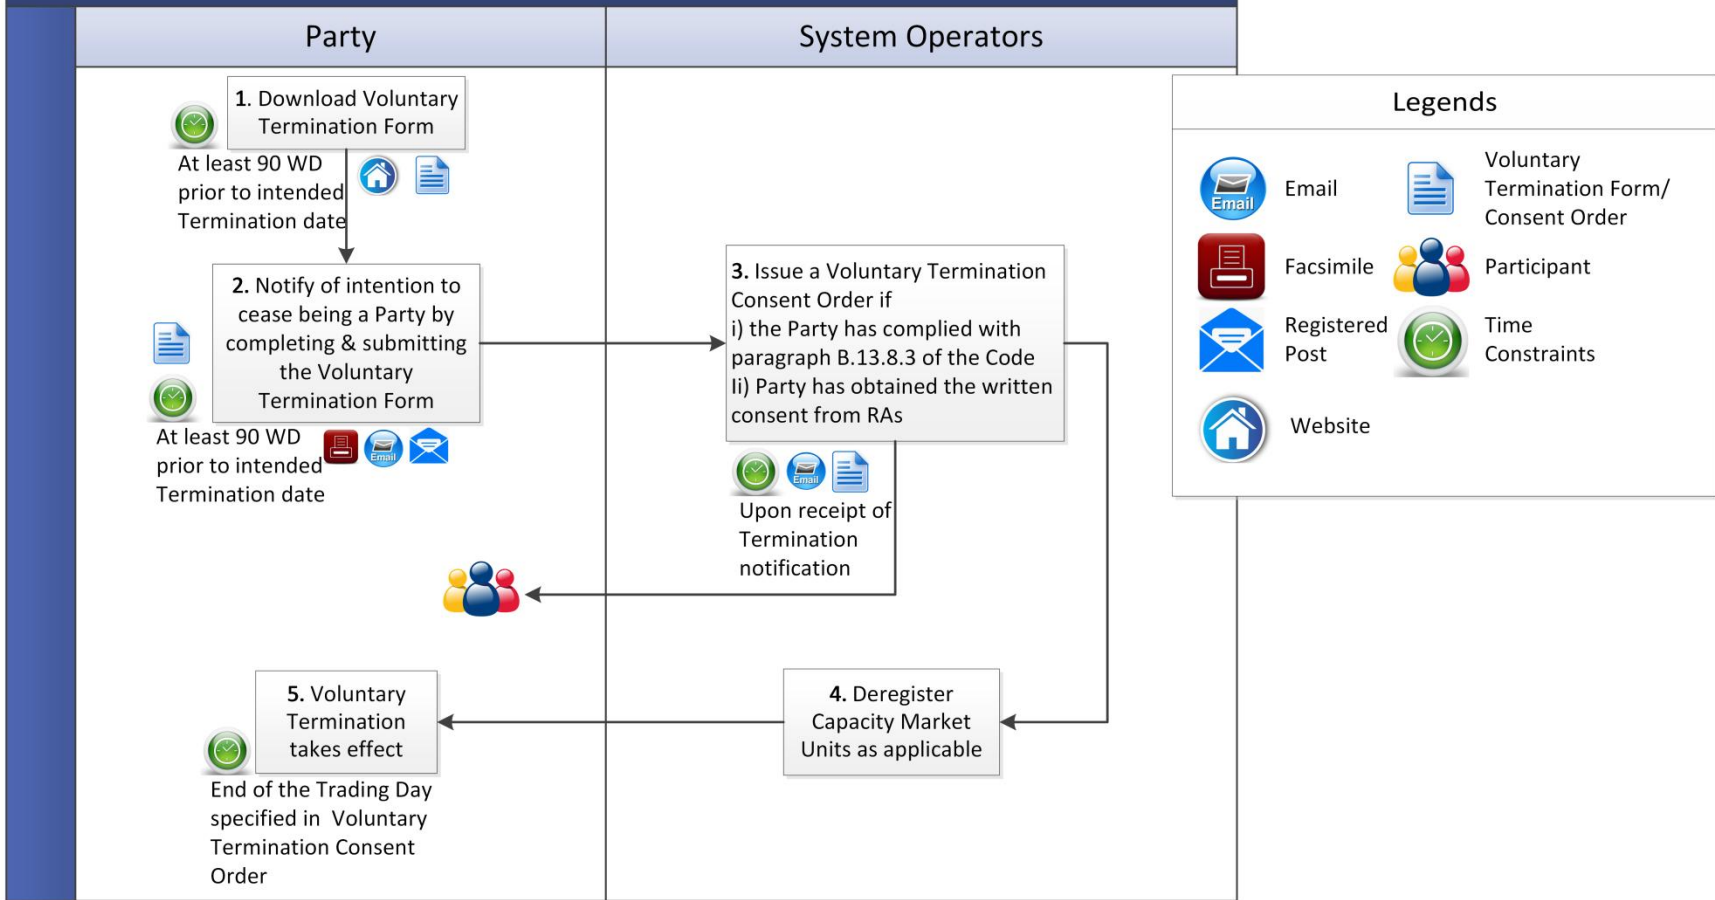 Party
System Operators
1. Download Voluntary
Termination Form
At least 90 WD
prior to intended
Termination date
2. Notify of intention to
cease being a Party by
completing & submitting
the Voluntary
Termination Form
At least 90 WD
prior to intended
Termination date
Email
3. Issue a Voluntary Termination
Consent Order if
i) the Party has complied with
paragraph B.13.8.3 of the Code
Ii) Party has obtained the written
consent from RAs
Email
Upon receipt of
Termination
notification
4. Deregister
Capacity Market
Units as applicable
5. Voluntary
Termination
takes effect
End of the Trading Day
specified in Voluntary
Termination Consent
Order
Legends
Email
Email
Voluntary
Termination Form/
Consent Order
Facsimile
Participant
Registered
Post
Time
Constraints
Website